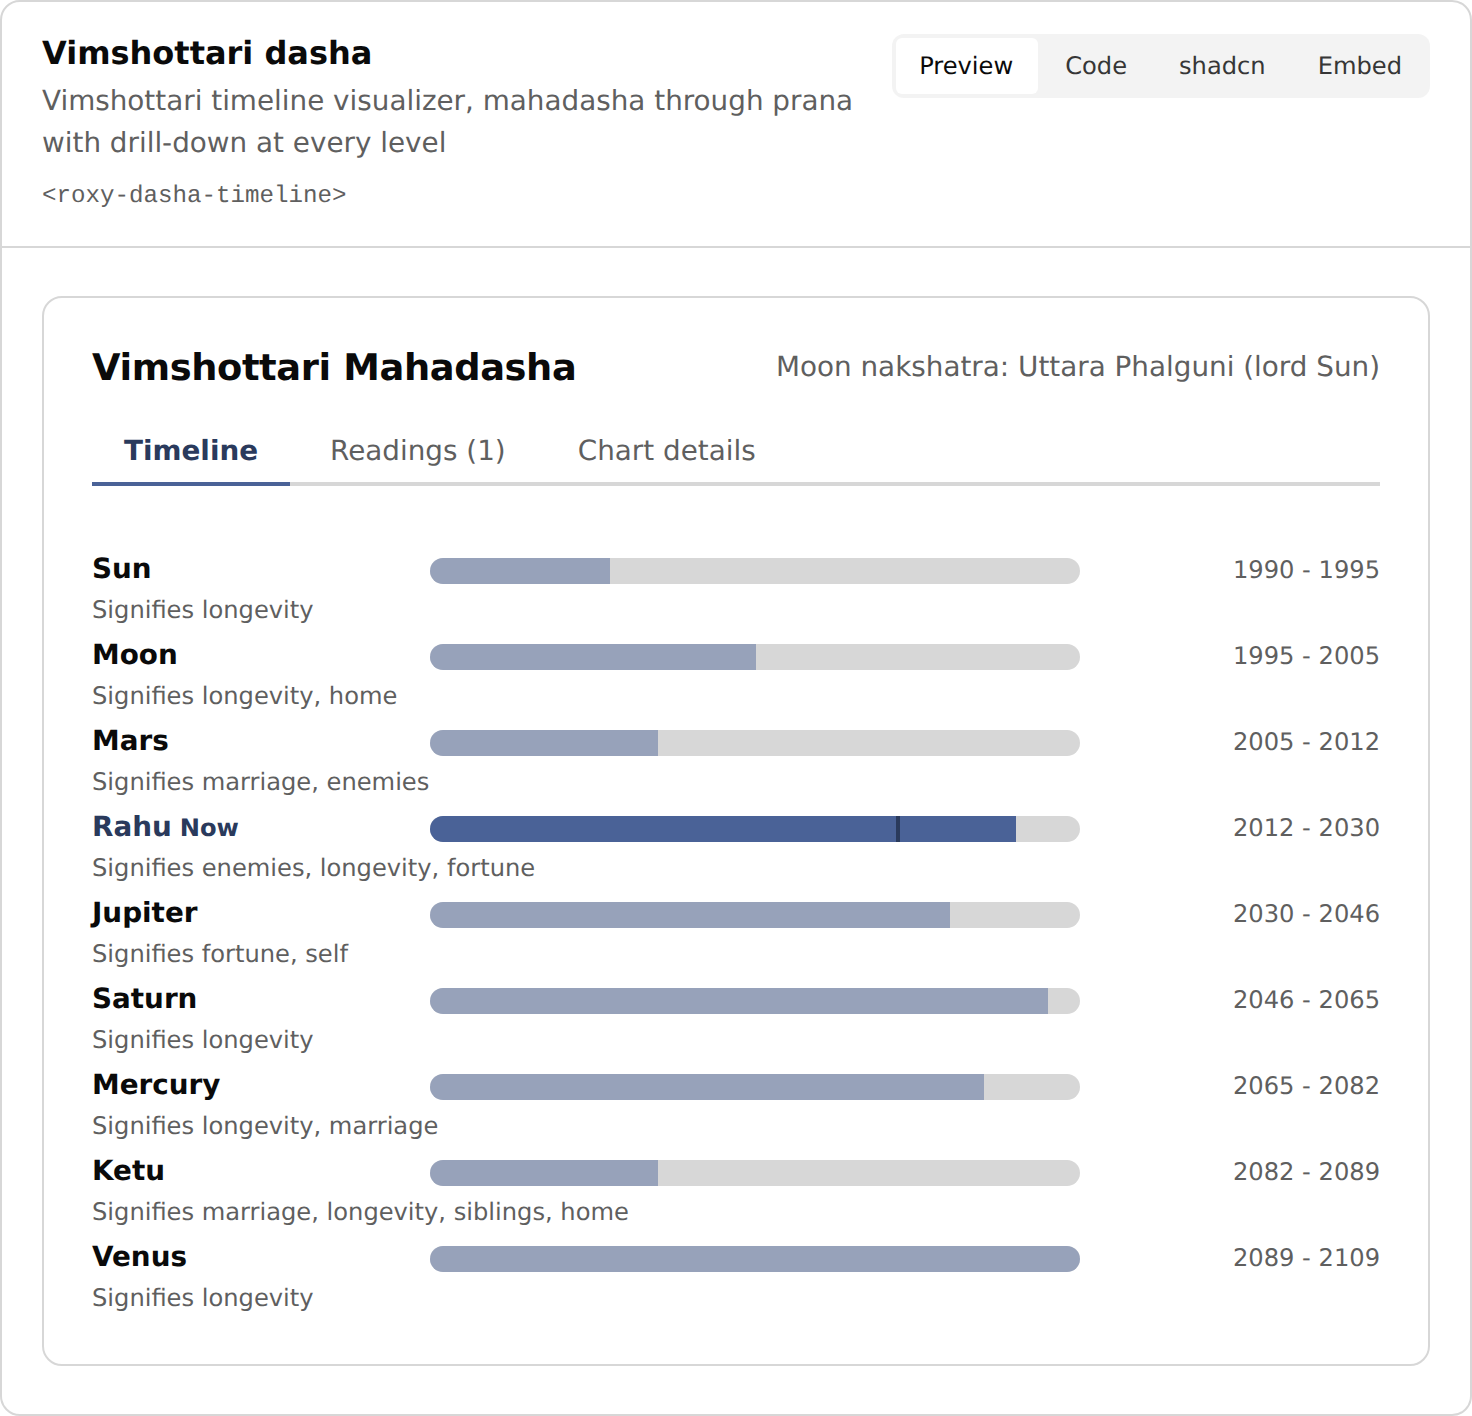 Vimshottari dasha
Preview
Code
shadcn
Embed
Vimshottari timeline visualizer, mahadasha through prana
with drill-down at every level
<roxy-dasha-timeline>
Vimshottari Mahadasha
Moon nakshatra: Uttara Phalguni (lord Sun)
Timeline
Readings (1)
Chart details
Sun
1990 - 1995
Signifies longevity
Moon
1995 - 2005
Signifies longevity, home
Mars
2005 - 2012
Signifies marriage, enemies
Rahu Now
2012 - 2030
Signifies enemies, longevity, fortune
Jupiter
2030 - 2046
Signifies fortune, self
Saturn
2046 - 2065
Signifies longevity
Mercury
2065 - 2082
Signifies longevity, marriage
Ketu
2082 - 2089
Signifies marriage, longevity, siblings, home
Venus
2089 - 2109
Signifies longevity